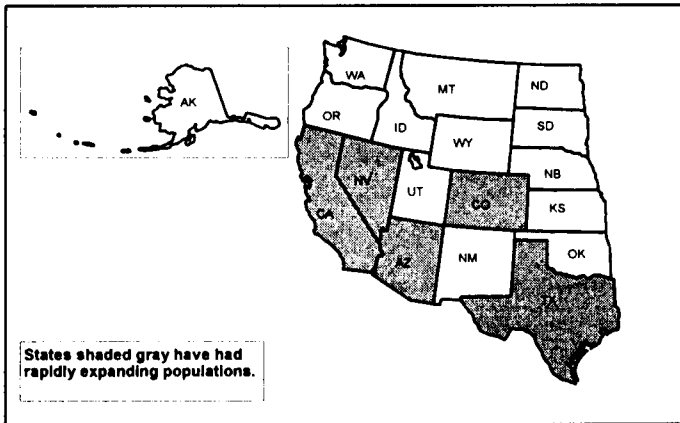 AK
WA
MT
ND
OR
ID
SD
WY
NB
NV
UT
CO
KS
CA
AZ
NM
OK
TX
States shaded gray have had
rapidly expanding populations.